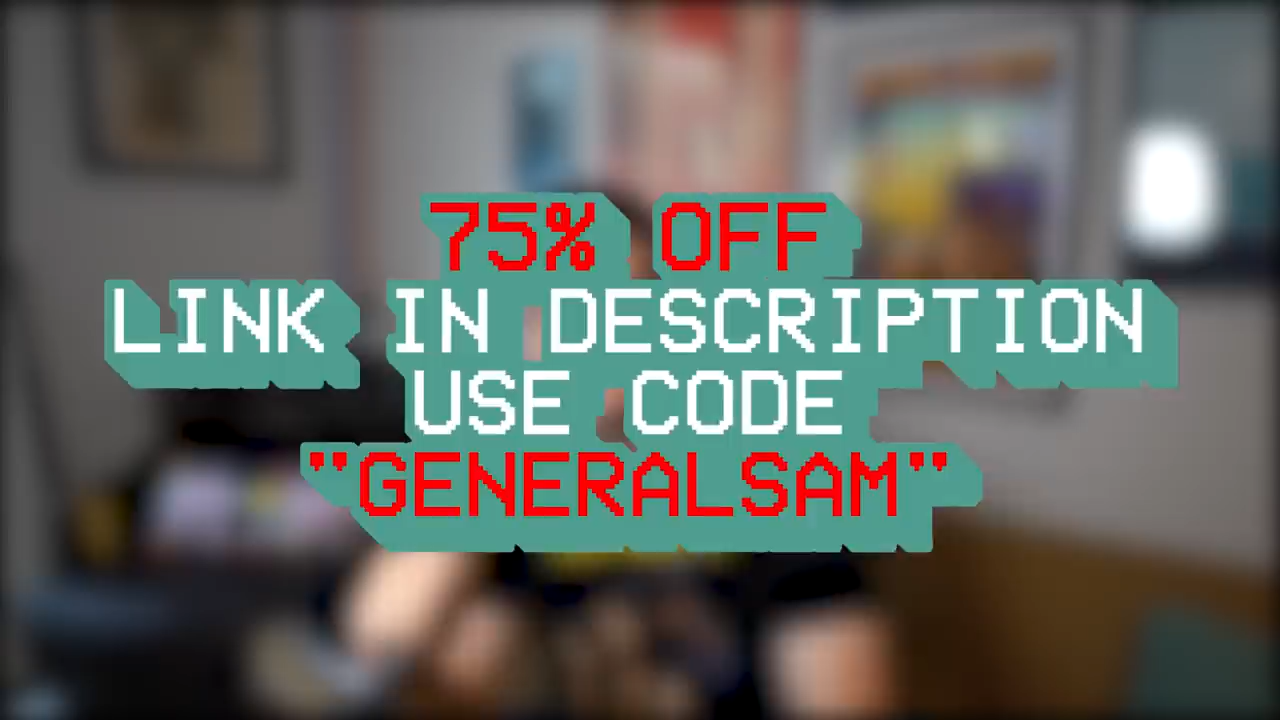 75% OFF
LINK IN DESCRIPTION
USE CODE
"GENERALSAM"